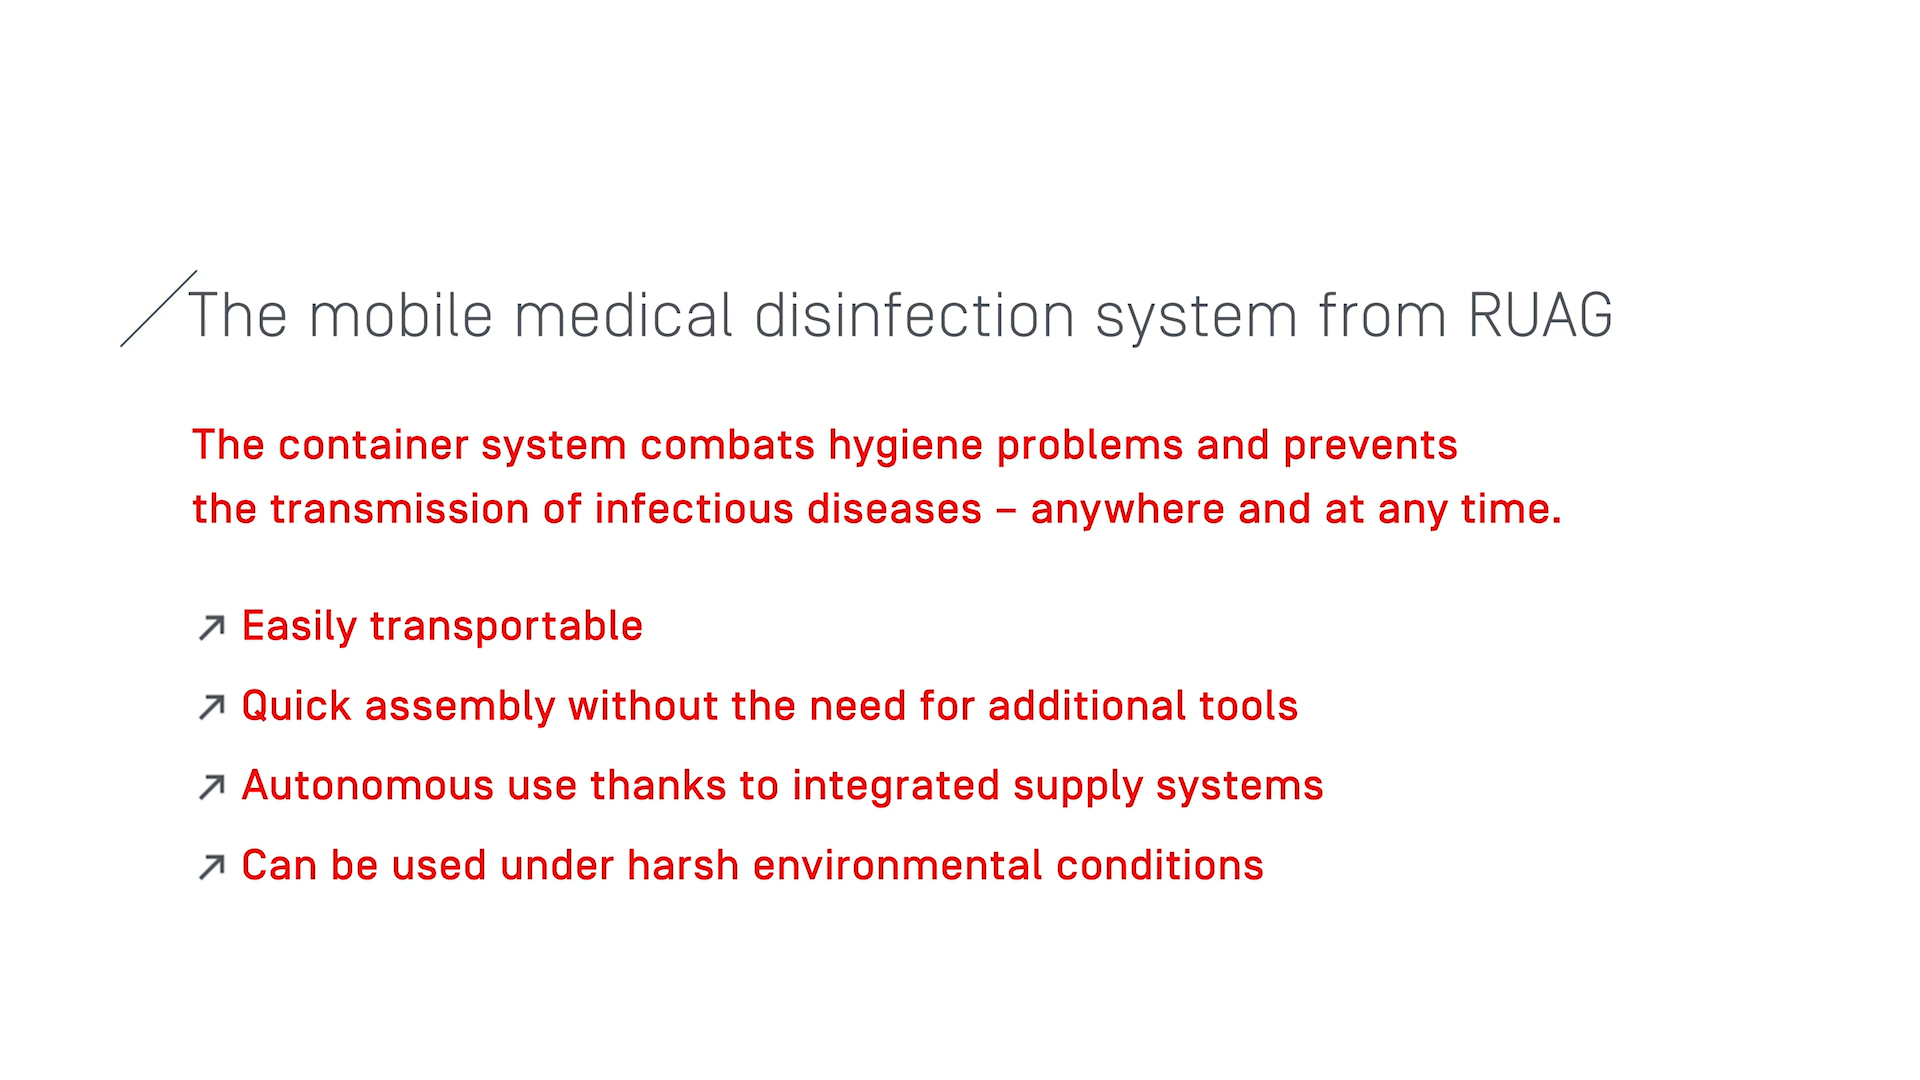 The mobile medical disinfection system from RUAG
The container system combats hygiene problems and prevents
the transmission of infectious diseases – anywhere and at any time.
Easily transportable
Quick assembly without the need for additional tools
Autonomous use thanks to integrated supply systems
Can be used under harsh environmental conditions